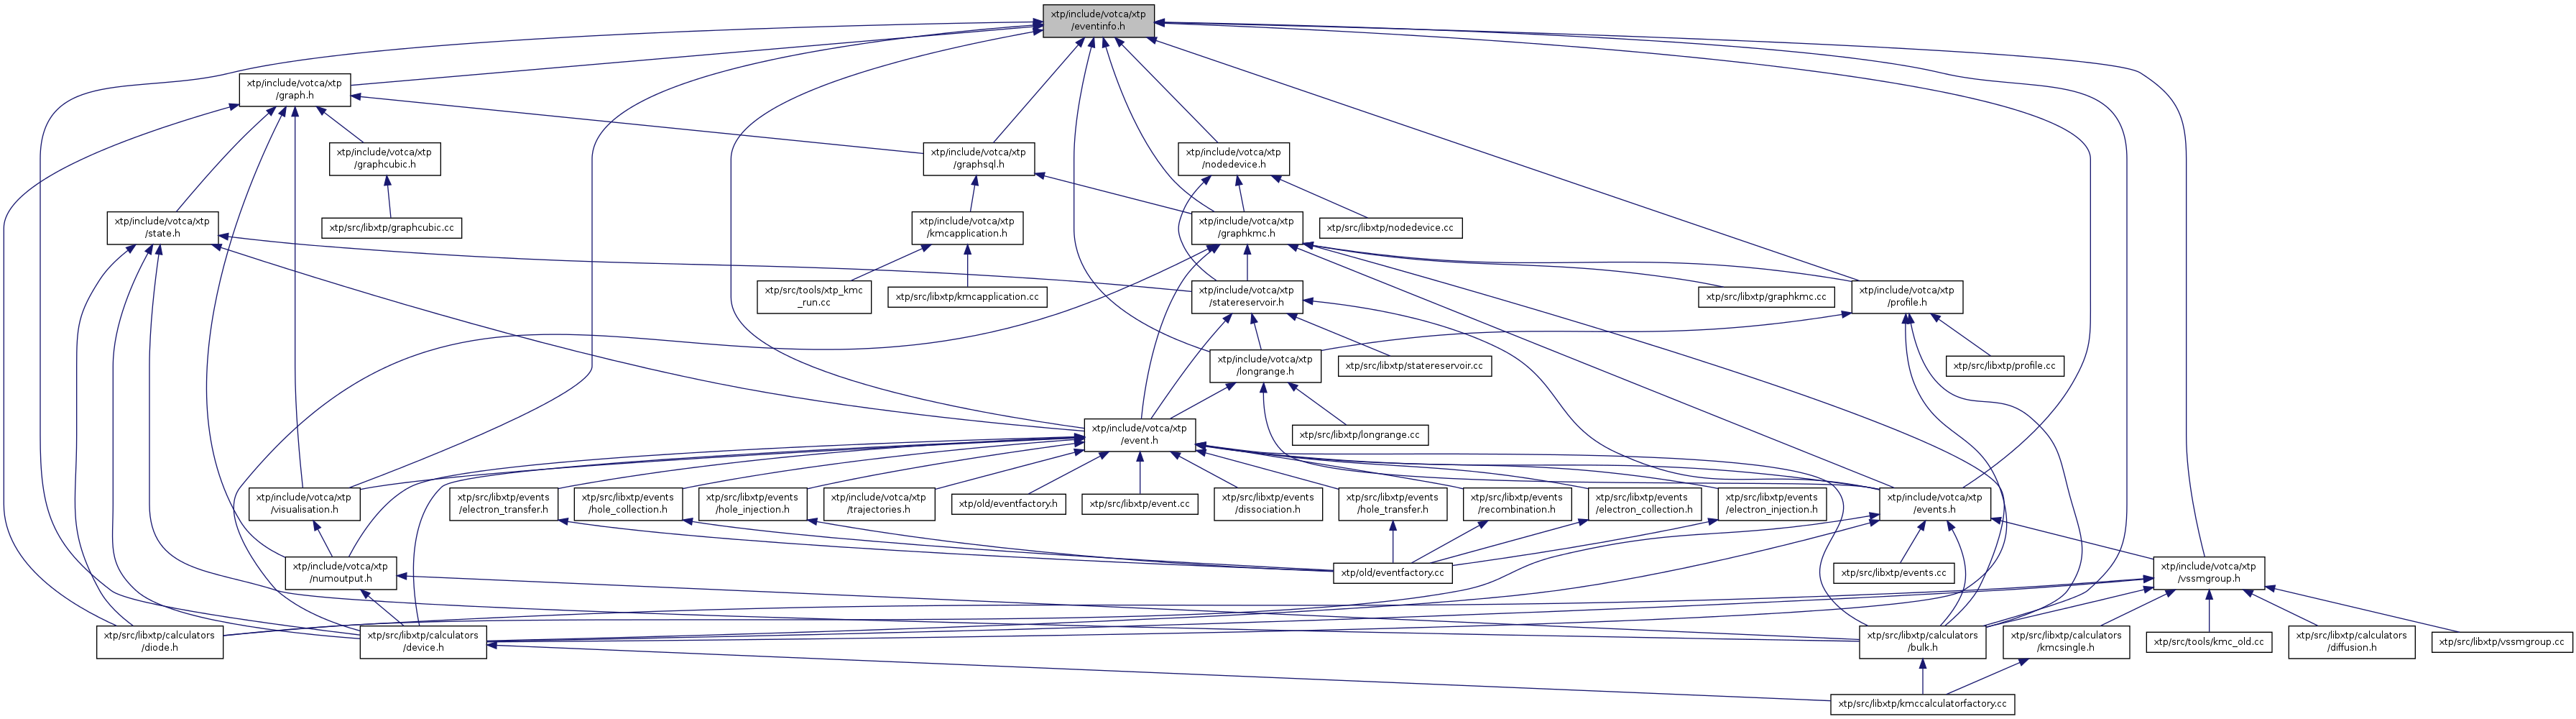 xtp/include/votca/xtp
/eventinfo.h
xtp/include/votca/xtp
/graph.h
xtp/include/votca/xtp
/graphcubic.h
xtp/include/votca/xtp
/graphsql.h
xtp/include/votca/xtp
/nodedevice.h
xtp/include/votca/xtp
/state.h
xtp/src/libxtp/graphcubic.cc
xtp/include/votca/xtp
/kmcapplication.h
xtp/include/votca/xtp
/graphkmc.h
xtp/src/libxtp/nodedevice.cc
xtp/src/tools/xtp_kmc
_run.cc
xtp/src/libxtp/kmcapplication.cc
xtp/include/votca/xtp
/statereservoir.h
xtp/src/libxtp/graphkmc.cc
xtp/include/votca/xtp
/profile.h
xtp/include/votca/xtp
/longrange.h
xtp/src/libxtp/statereservoir.cc
xtp/src/libxtp/profile.cc
xtp/include/votca/xtp
/event.h
xtp/src/libxtp/longrange.cc
xtp/include/votca/xtp
/visualisation.h
xtp/src/libxtp/events
/electron_transfer.h
xtp/src/libxtp/events
/hole_collection.h
xtp/src/libxtp/events
/hole_injection.h
xtp/include/votca/xtp
/trajectories.h
xtp/old/eventfactory.h
xtp/src/libxtp/event.cc
xtp/src/libxtp/events
/dissociation.h
xtp/src/libxtp/events
/hole_transfer.h
xtp/src/libxtp/events
/recombination.h
xtp/src/libxtp/events
/electron_collection.h
xtp/src/libxtp/events
/electron_injection.h
xtp/include/votca/xtp
/events.h
xtp/include/votca/xtp
/numoutput.h
xtp/old/eventfactory.cc
xtp/src/libxtp/events.cc
xtp/include/votca/xtp
/vssmgroup.h
xtp/src/libxtp/calculators
/diode.h
xtp/src/libxtp/calculators
/device.h
xtp/src/libxtp/calculators
/bulk.h
xtp/src/libxtp/calculators
/kmcsingle.h
xtp/src/tools/kmc_old.cc
xtp/src/libxtp/calculators
/diffusion.h
xtp/src/libxtp/vssmgroup.cc
xtp/src/libxtp/kmccalculatorfactory.cc